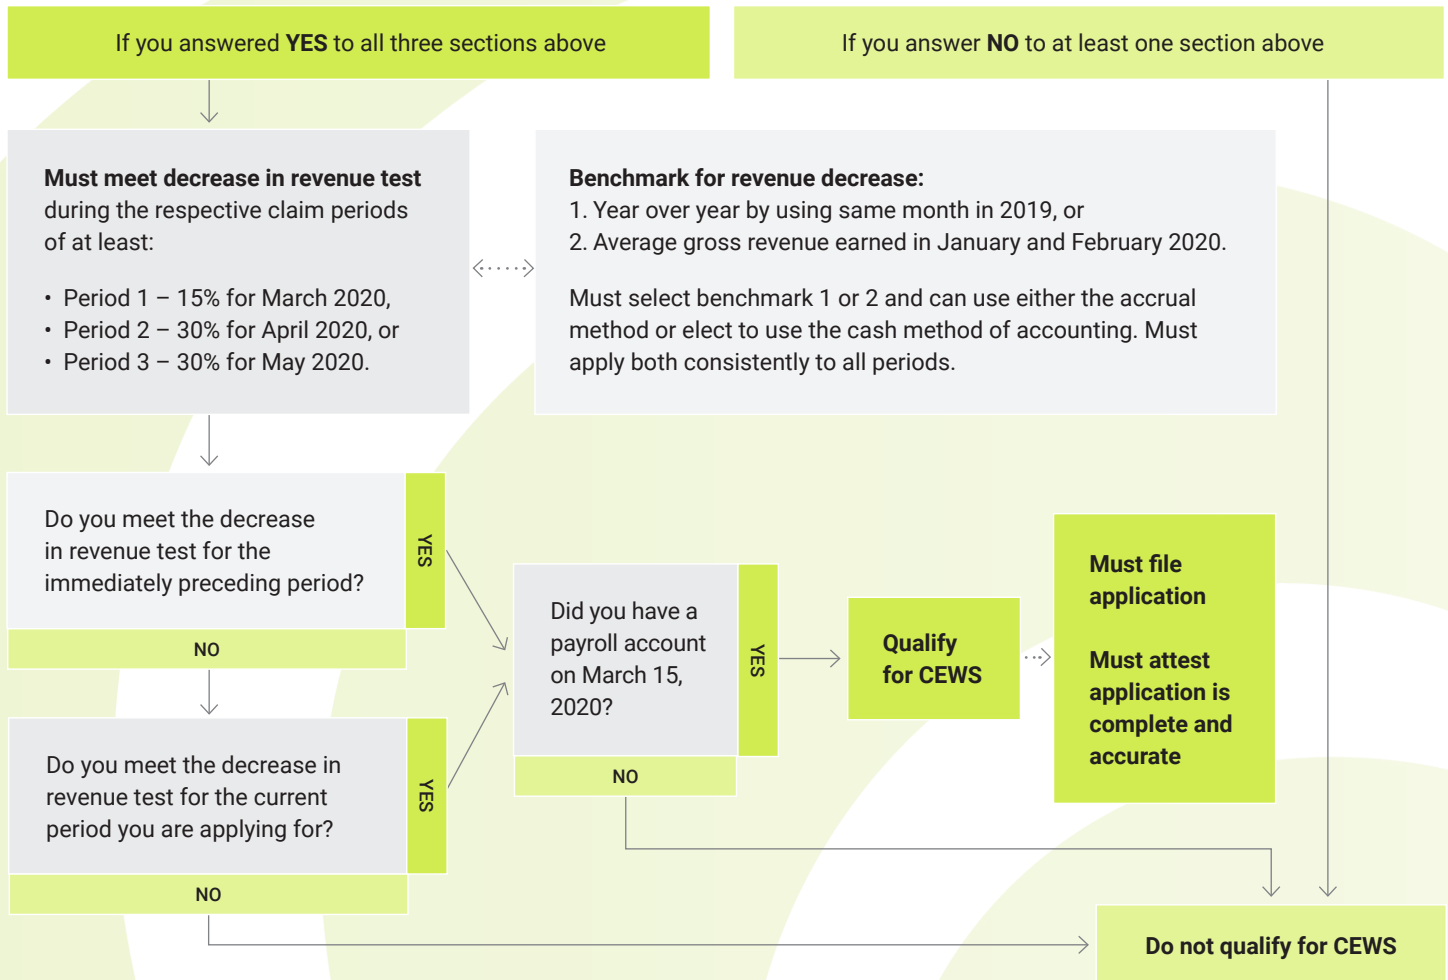 If you answered YES to all three sections above
If you answer NO to at least one section above
Must meet decrease in revenue test
during the respective claim periods
of at least:
• Period 1 – 15% for March 2020,
• Period 2 – 30% for April 2020, or
• Period 3 – 30% for May 2020.
Benchmark for revenue decrease:
1. Year over year by using same month in 2019, or
2. Average gross revenue earned in January and February 2020.
Must select benchmark 1 or 2 and can use either the accrual
method or elect to use the cash method of accounting. Must
apply both consistently to all periods.
Do you meet the decrease
in revenue test for the
immediately preceding period?
YES
NO
Do you meet the decrease in
revenue test for the current
period you are applying for?
YES
NO
Did you have a
payroll account
on March 15,
2020?
YES
NO
Qualify
for CEWS
Must file
application
Must attest
application is
complete and
accurate
Do not qualify for CEWS